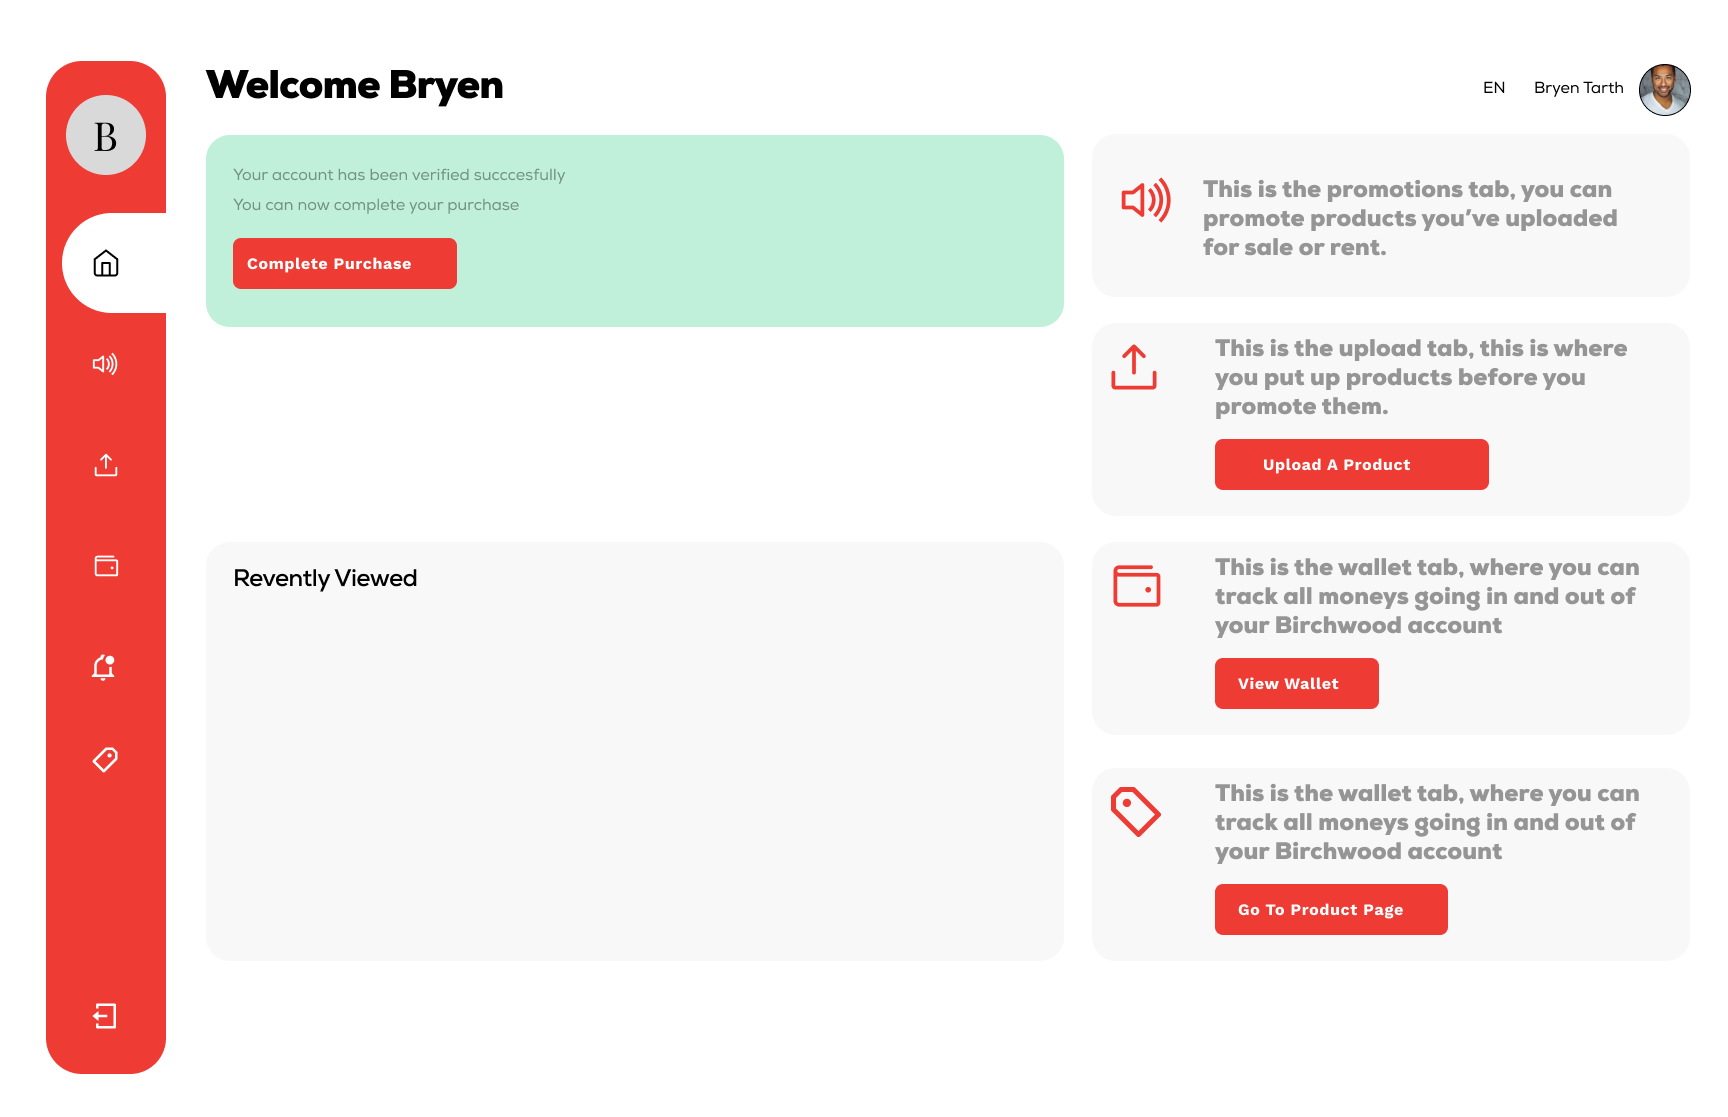 B
Welcome Bryen
EN
Bryen Tarth
Your account has been verified succcesfully
You can now complete your purchase
Complete Purchase
Revently Viewed
This is the promotions tab, you can
promote products you’ve uploaded
for sale or rent.
This is the upload tab, this is where
you put up products before you
promote them.
Upload A Product
This is the wallet tab, where you can
track all moneys going in and out of
your Birchwood account
View Wallet
This is the wallet tab, where you can
track all moneys going in and out of
your Birchwood account
Go To Product Page